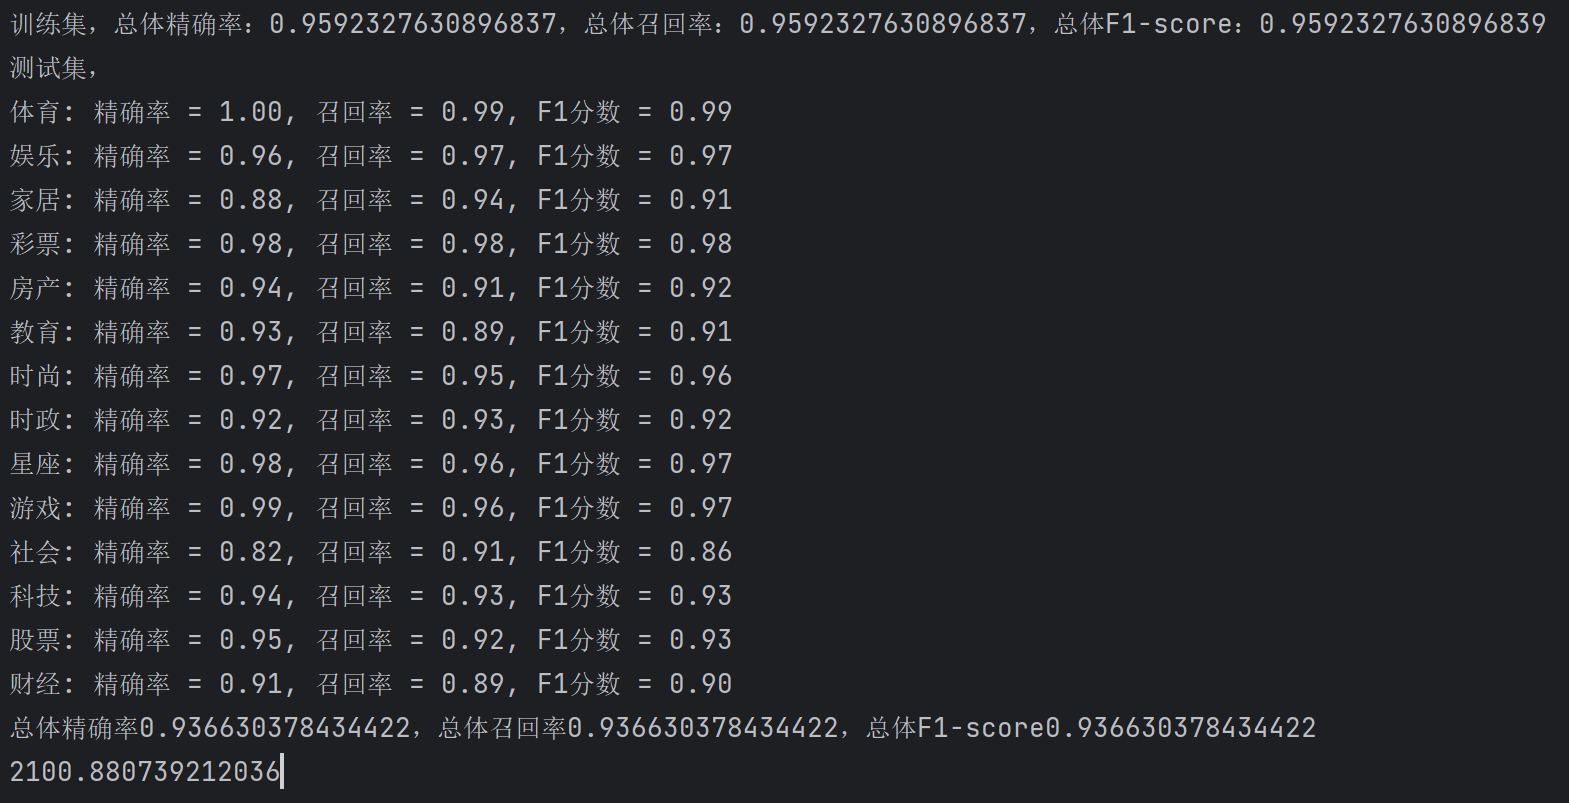 训练集，总体精确率：0.9592327630896837，总体召回率：0.9592327630896837，总体F1-score：0.9592327630896839
测试集，
体育: 精确率 = 1.00, 召回率 = 0.99, F1分数 = 0.99
娱乐: 精确率 = 0.96, 召回率 = 0.97, F1分数 = 0.97
家居: 精确率 = 0.88, 召回率 = 0.94, F1分数 = 0.91
彩票: 精确率 = 0.98, 召回率 = 0.98, F1分数 = 0.98
房产: 精确率 = 0.94, 召回率 = 0.91, F1分数 = 0.92
教育: 精确率 = 0.93, 召回率 = 0.89, F1分数 = 0.91
时尚: 精确率 = 0.97, 召回率 = 0.95, F1分数 = 0.96
时政: 精确率 = 0.92, 召回率 = 0.93, F1分数 = 0.92
星座: 精确率 = 0.98, 召回率 = 0.96, F1分数 = 0.97
游戏: 精确率 = 0.99, 召回率 = 0.96, F1分数 = 0.97
社会: 精确率 = 0.82, 召回率 = 0.91, F1分数 = 0.86
科技: 精确率 = 0.94, 召回率 = 0.93, F1分数 = 0.93
股票: 精确率 = 0.95, 召回率 = 0.92, F1分数 = 0.93
财经: 精确率 = 0.91, 召回率 = 0.89, F1分数 = 0.90
总体精确率0.936630378434422，总体召回率0.936630378434422，总体F1-score0.936630378434422
2100.880739212036